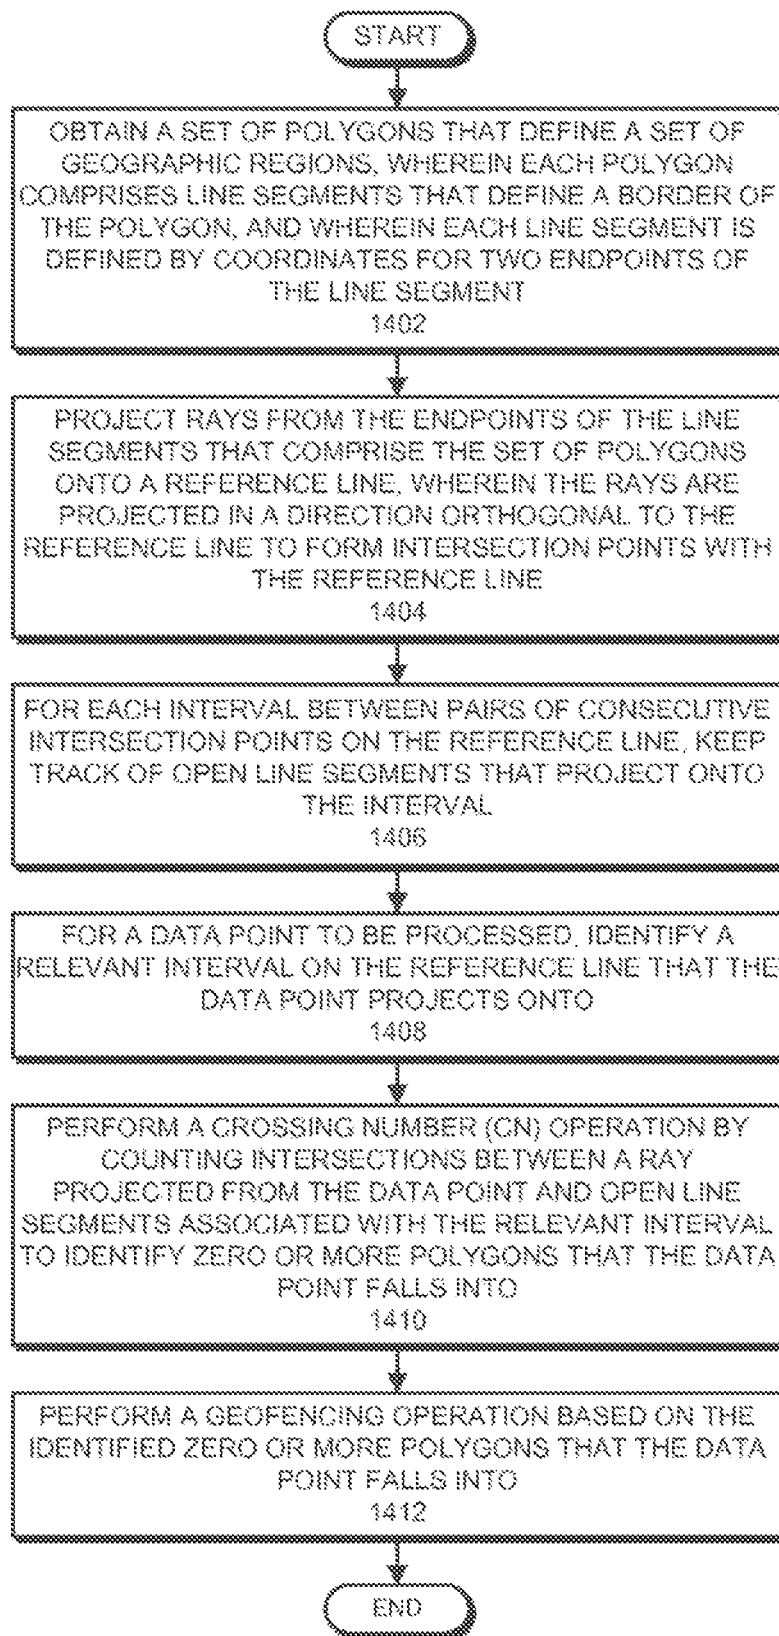 START
OBTAIN A SET OF POLYGONS THAT DEFINE A SET OF
GEOGRAPHIC REGIONS, WHEREIN EACH POLYGON
COMPRISES LINE SEGMENTS THAT DEFINE A BORDER OF
THE POLYGON, AND WHEREIN EACH LINE SEGMENT IS
DEFINED BY COORDINATES FOR TWO ENDPOINTS OF
THE LINE SEGMENT
1402
PROJECT RAYS FROM THE ENDPOINTS OF THE LINE
SEGMENTS THAT COMPRISE THE SET OF POLYGONS
ONTO A REFERENCE LINE, WHEREIN THE RAYS ARE
PROJECTED IN A DIRECTION ORTHOGONAL TO THE
REFERENCE LINE TO FORM INTERSECTION POINTS WITH
THE REFERENCE LINE
1404
FOR EACH INTERVAL BETWEEN PAIRS OF CONSECUTIVE
INTERSECTION POINTS ON THE REFERENCE LINE, KEEP
TRACK OF OPEN LINE SEGMENTS THAT PROJECT ONTO
THE INTERVAL
1406
FOR A DATA POINT TO BE PROCESSED, IDENTIFY A
RELEVANT INTERVAL ON THE REFERENCE LINE THAT THE
DATA POINT PROJECTS ONTO
1408
PERFORM A CROSSING NUMBER (CN) OPERATION BY
COUNTING INTERSECTIONS BETWEEN A RAY
PROJECTED FROM THE DATA POINT AND OPEN LINE
SEGMENTS ASSOCIATED WITH THE RELEVANT INTERVAL
TO IDENTIFY ZERO OR MORE POLYGONS THAT THE DATA
POINT FALLS INTO
1410
PERFORM A GEOFENCING OPERATION BASED ON THE
IDENTIFIED ZERO OR MORE POLYGONS THAT THE DATA
POINT FALLS INTO
1412
END